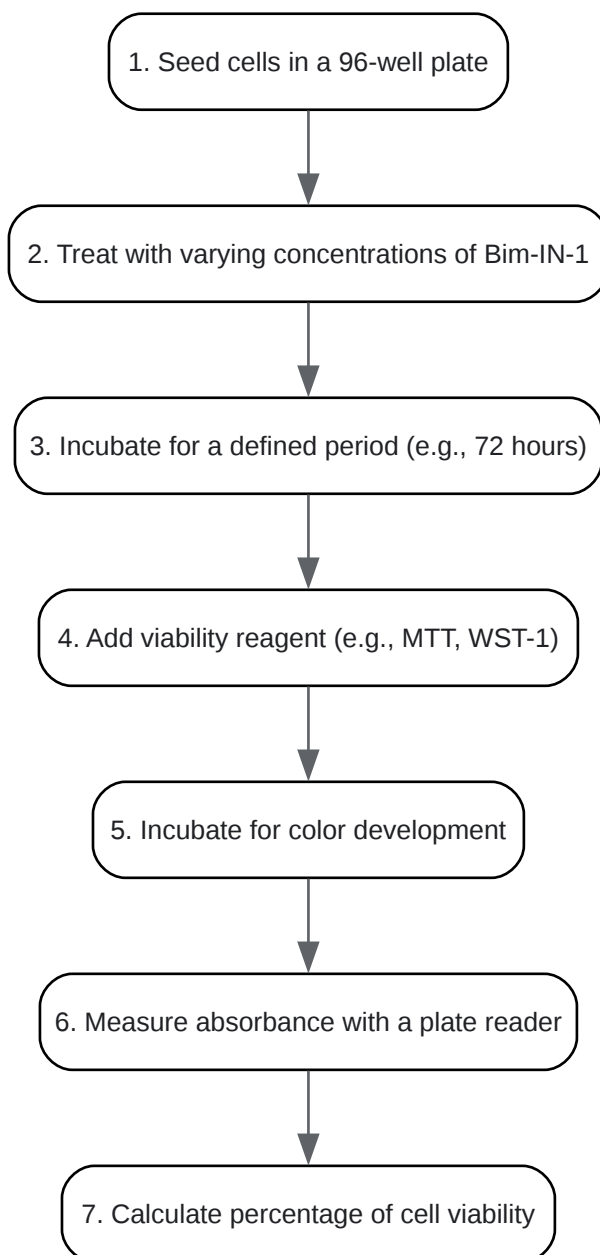 1. Seed cells in a 96-well plate
2. Treat with varying concentrations of Bim-IN-1
3. Incubate for a defined period (e.g., 72 hours)
4. Add viability reagent (e.g., MTT, WST-1)
5. Incubate for color development
6. Measure absorbance with a plate reader
7. Calculate percentage of cell viability